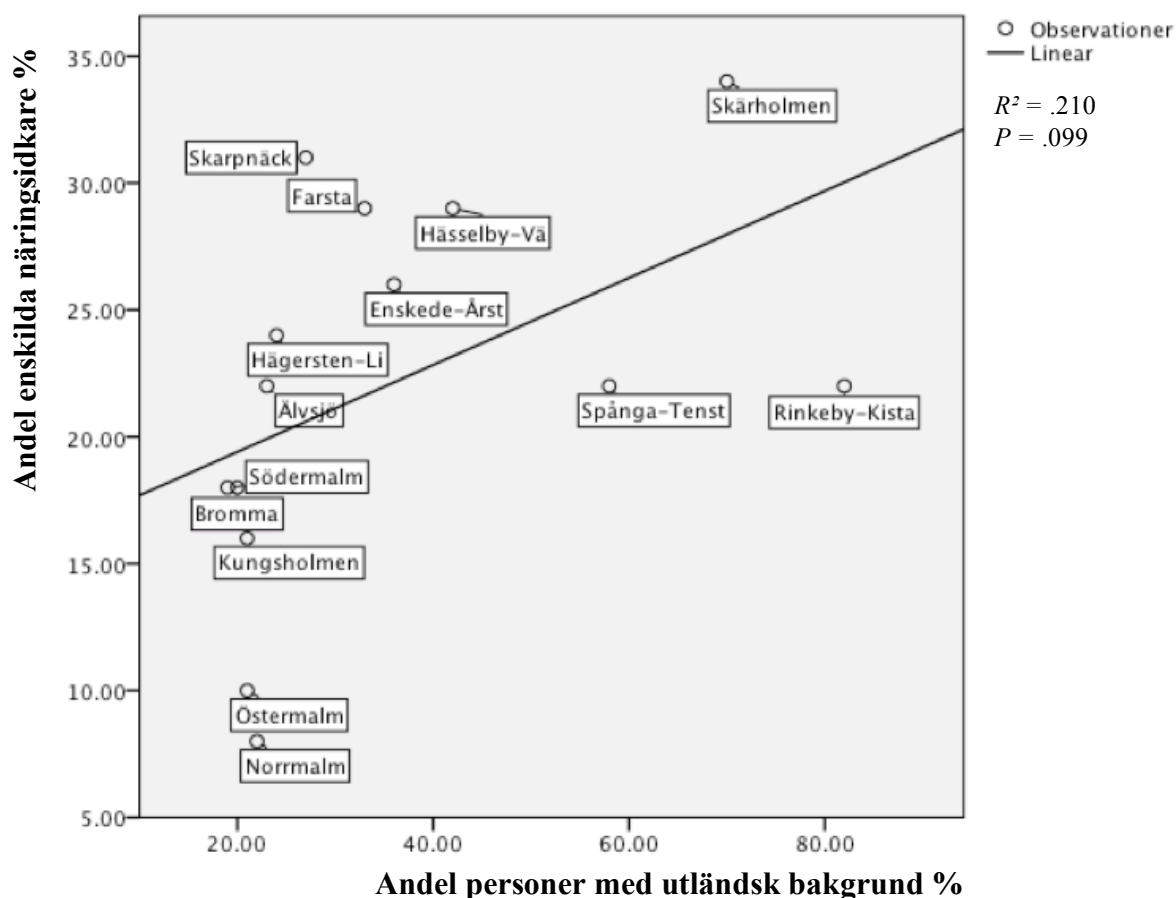 Andel enskilda näringsidkare %
35.00
30.00
25.00
20.00
15.00
10.00
5.00
Skärholmen
Skarpnäck
Farsta
Hässelby-Vä
Enskede-Årst
Hägersten-Li
Älvsjö
Spånga-Tenst
Rinkeby-Kista
Södermalm
Bromma
Kungsholmen
Östermalm
Norrmalm
20.00 40.00 60.00 80.00
Andel personer med utländsk bakgrund %
Observationer
Linear
R² = .210
P = .099